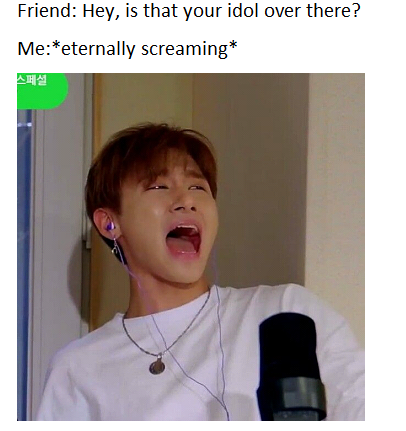 Friend: Hey, is that your idol over there?
Me:*eternally screaming*
스페셜